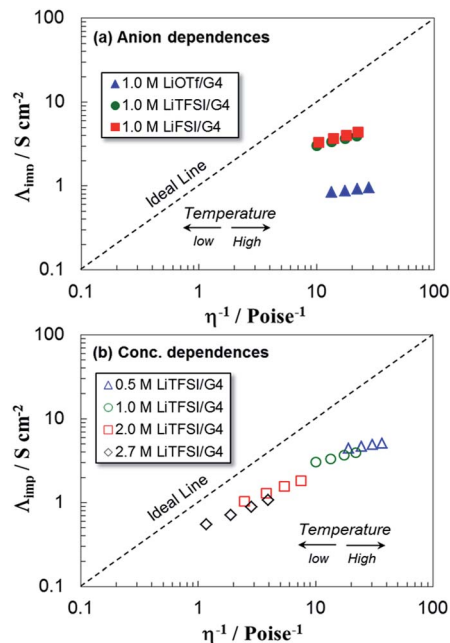 100
(a) Anion dependences
1.0 M LiOTf/G4
1.0 M LiTFSI/G4
1.0 M LiFSI/G4
10
1
0.1
Λimp / S cm⁻²
Ideal Line
Temperature
low High
0.1 1 10 100
η⁻¹ / Poise⁻¹
100
(b) Conc. dependences
0.5 M LiTFSI/G4
1.0 M LiTFSI/G4
2.0 M LiTFSI/G4
2.7 M LiTFSI/G4
10
1
0.1
Λimp / S cm⁻²
Ideal Line
Temperature
low High
0.1 1 10 100
η⁻¹ / Poise⁻¹